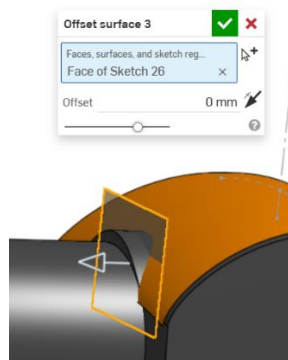 Offset surface 3
Faces, surfaces, and sketch reg...
Face of Sketch 26
Offset 0 mm